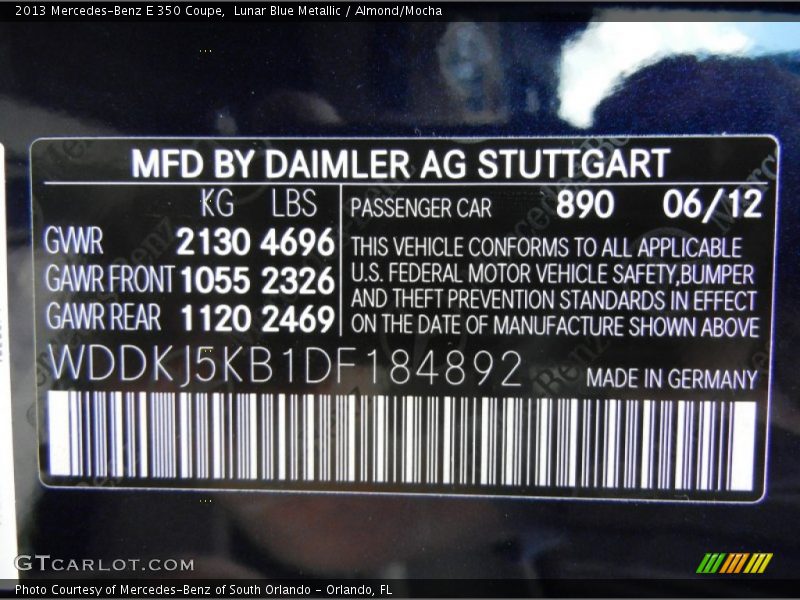 2013 Mercedes-Benz E 350 Coupe,  Lunar Blue Metallic / Almond/Mocha
MFD BY DAIMLER AG STUTTGART
KG LBS
GWR 2130 4696
GAWR FRONT 1055 2326
GAWR REAR 1120 2469
PASSENGER CAR 890 06/12
THIS VEHICLE CONFORMS TO ALL APPLICABLE
U.S. FEDERAL MOTOR VEHICLE SAFETY,BUMPER
AND THEFT PREVENTION STANDARDS IN EFFECT
ON THE DATE OF MANUFACTURE SHOWN ABOVE
WDDKJ5KB1DF184892
MADE IN GERMANY
GTCARLOT.COM
Photo Courtesy of Mercedes-Benz of South Orlando - Orlando, FL